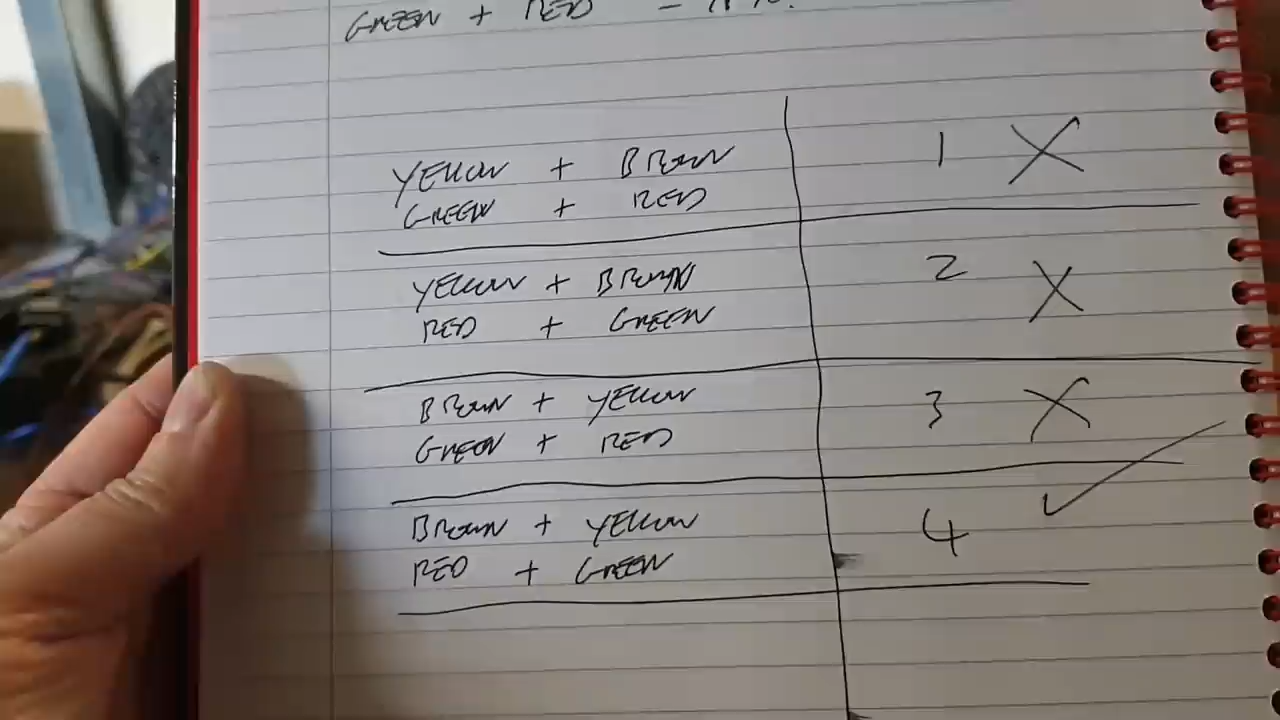 GREEN + RED -
YELLOW + BROWN 1 X
GREEN + RED
YELLOW + BROWN 2 X
RED + GREEN
BROWN + YELLOW 3 X
GREEN + RED
BROWN + YELLOW 4 ✓
RED + GREEN